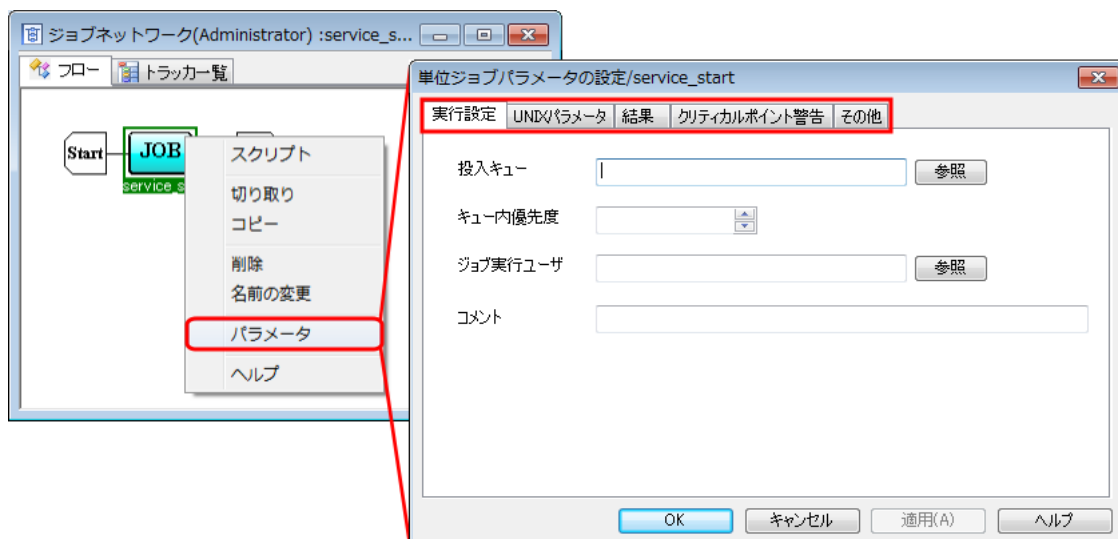 ジョブネットワーク(Administrator) :service_s...
フロー トラッカ一覧
Start JOB
service_s
スクリプト
切り取り
コピー
削除
名前の変更
パラメータ
ヘルプ
単位ジョブパラメータの設定/service_start
実行設定 UNIXパラメータ 結果 クリティカルポイント警告 その他
投入キュー 参照
キュー内優先度
ジョブ実行ユーザ 参照
コメント
OK キャンセル 適用(A) ヘルプ